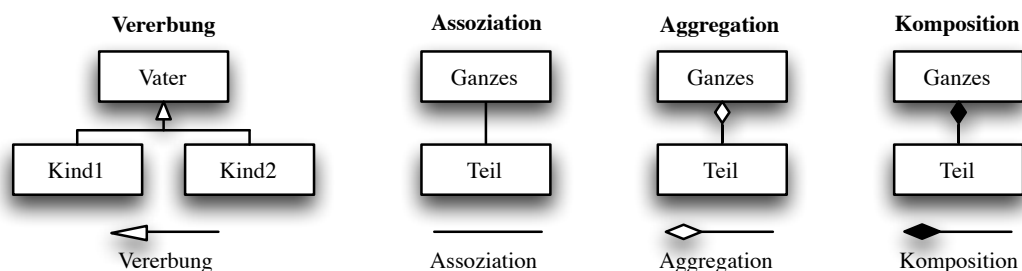 Vererbung
Assoziation
Aggregation
Komposition
Vater
Ganzes
Ganzes
Ganzes
Kind1
Kind2
Teil
Teil
Teil
Vererbung
Assoziation
Aggregation
Komposition